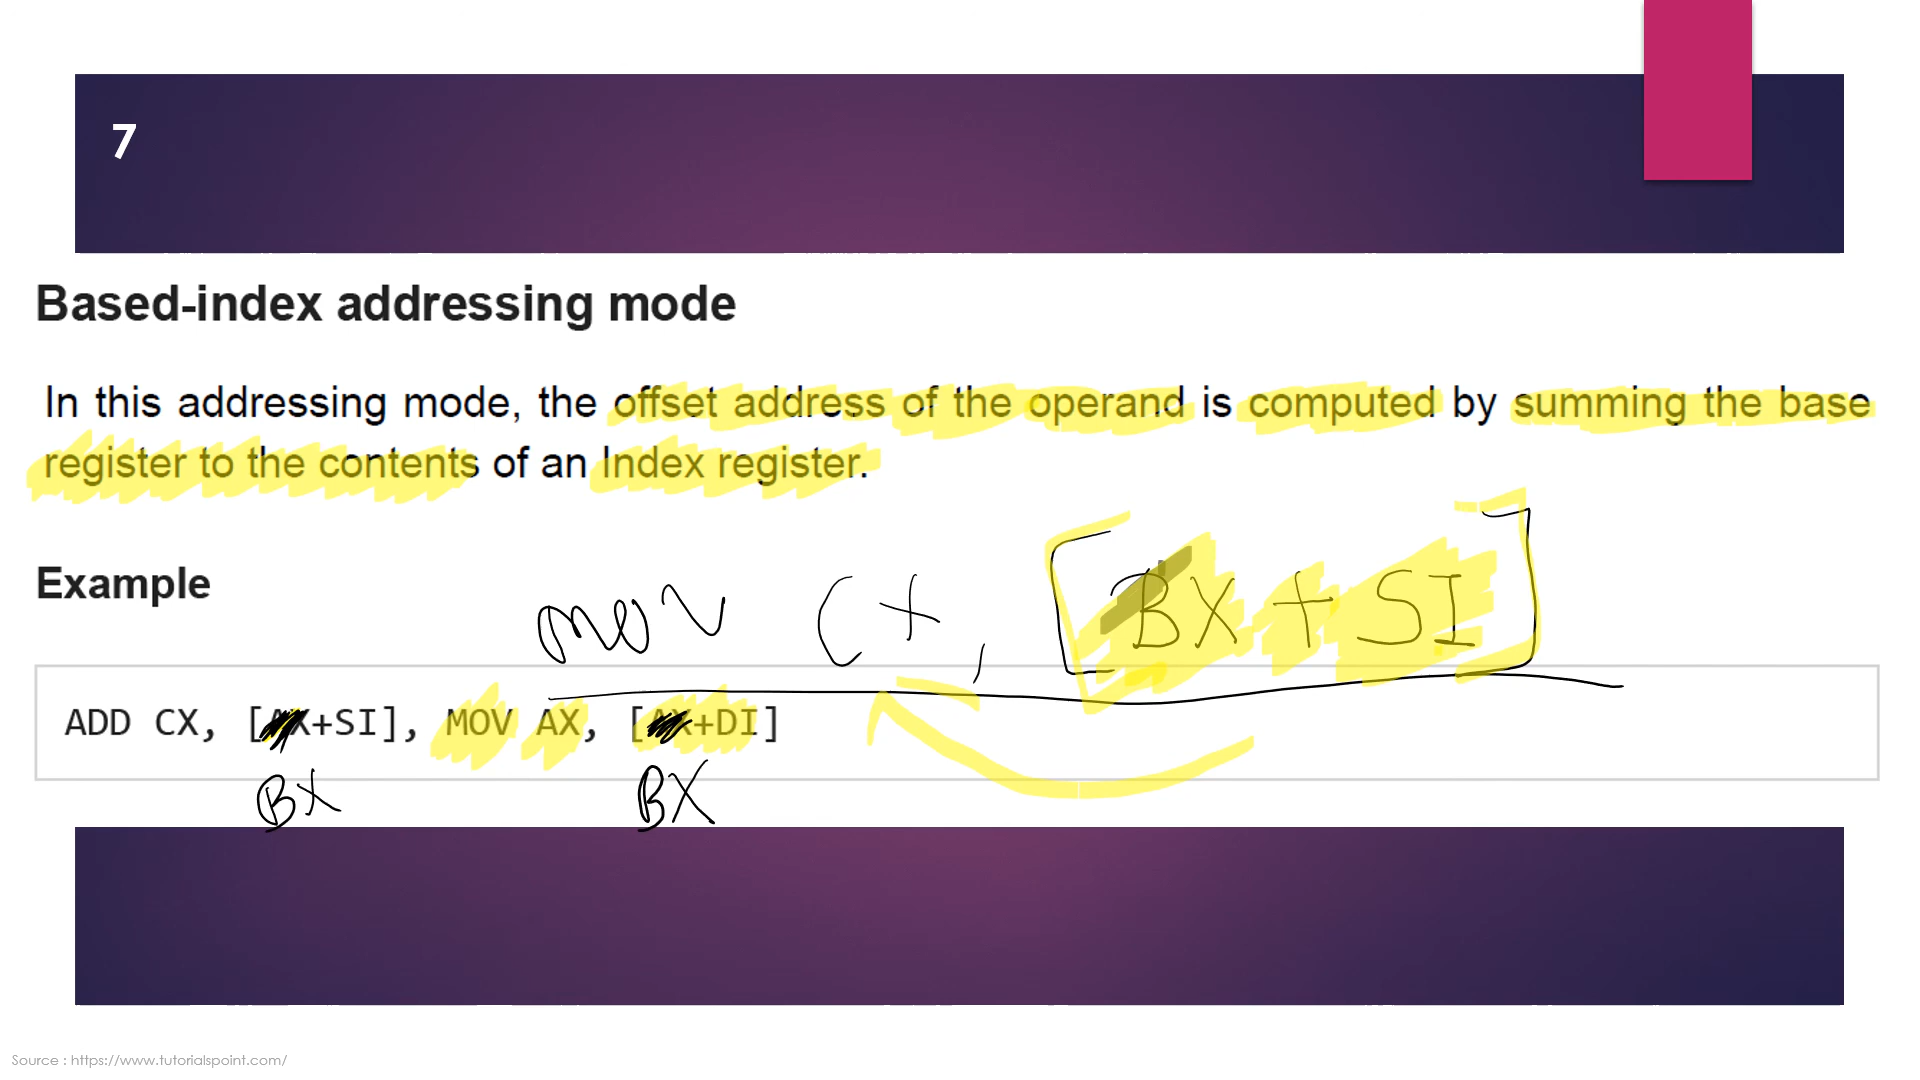 7
Based-index addressing mode
In this addressing mode, the offset address of the operand is computed by summing the base
register to the contents of an Index register.
Example
MOV CX, [BX+SI]
ADD CX, [AX+SI], MOV AX, [AX+DI]
BX BX
Source : https://www.tutorialspoint.com/